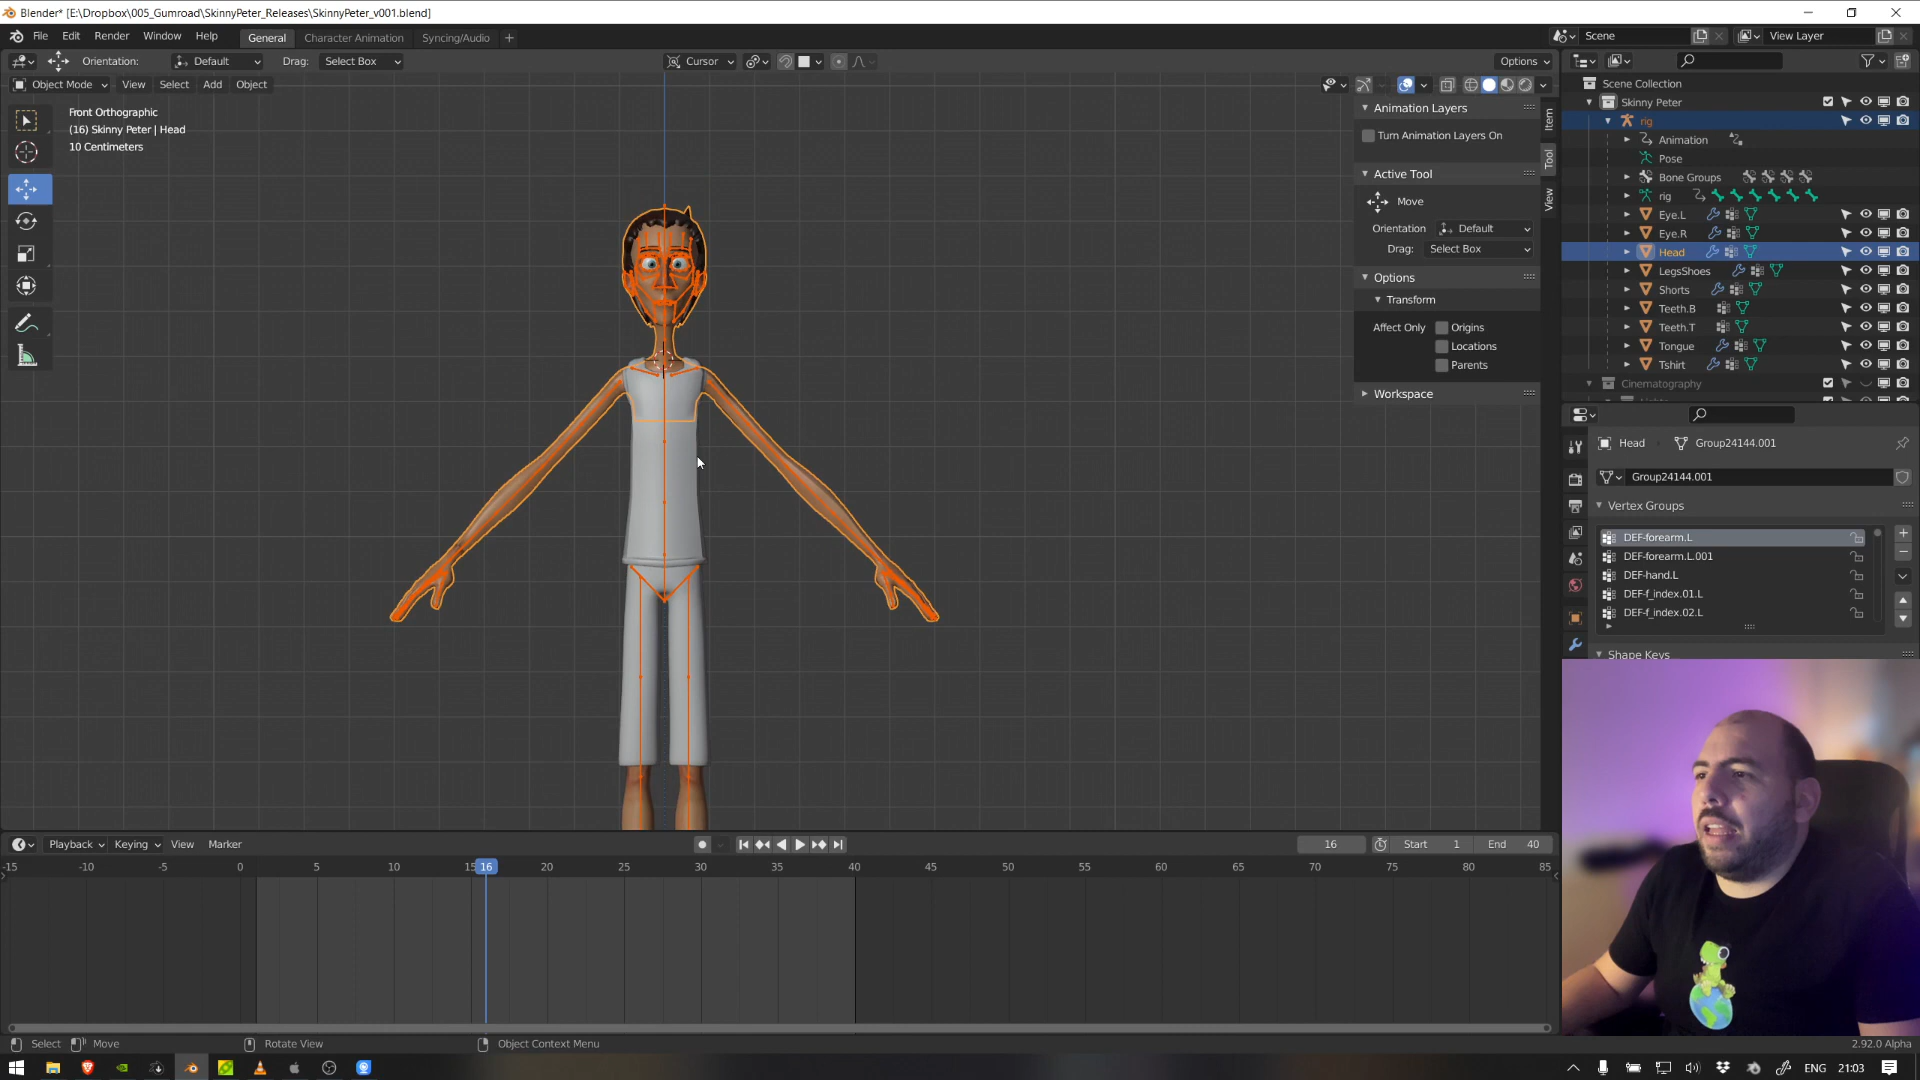 Blender* [E:\Dropbox\005_Gumroad\SkinnyPeter_Releases\SkinnyPeter_v001.blend]
File Edit Render Window Help General Character Animation Syncing/Audio + Scene View Layer
Orientation: Default Drag: Select Box Cursor Options
Object Mode View Select Add Object
Front Orthographic
(16) Skinny Peter | Head
10 Centimeters
Animation Layers
Turn Animation Layers On
Active Tool
Move
Orientation Default
Drag: Select Box
Options
Transform
Affect Only Origins
Locations
Parents
Workspace
Item
Tool
View
Scene Collection
Skinny Peter
rig
Animation
Pose
Bone Groups
rig
Eye.L
Eye.R
Head
LegsShoes
Shorts
Teeth.B
Teeth.T
Tongue
Tshirt
Cinematography
Head Group24144.001
Group24144.001
Vertex Groups
DEF-forearm.L
DEF-forearm.L.001
DEF-hand.L
DEF-f_index.01.L
DEF-f_index.02.L
Shape Keys
Playback Keying View Marker 16 Start 1 End 40
-15 -10 -5 0 5 10 15 16 20 25 30 35 40 45 50 55 60 65 70 75 80 85
Select Move Rotate View Object Context Menu 2.92.0 Alpha
ENG 21:03